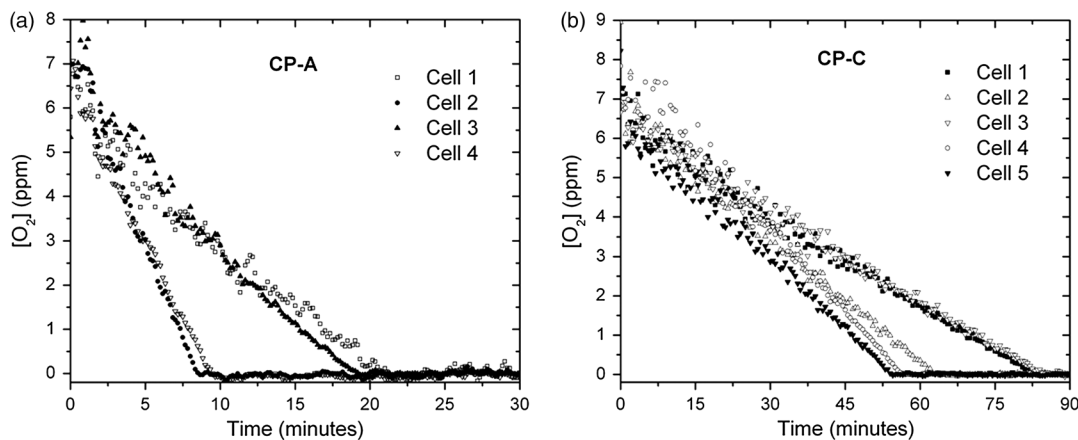 (a)
CP-A
Cell 1
Cell 2
Cell 3
Cell 4
[O2] (ppm)
8
7
6
5
4
3
2
1
0
0 5 10 15 20 25 30
Time (minutes)
(b)
CP-C
Cell 1
Cell 2
Cell 3
Cell 4
Cell 5
[O2] (ppm)
9
8
7
6
5
4
3
2
1
0
0 15 30 45 60 75 90
Time (minutes)